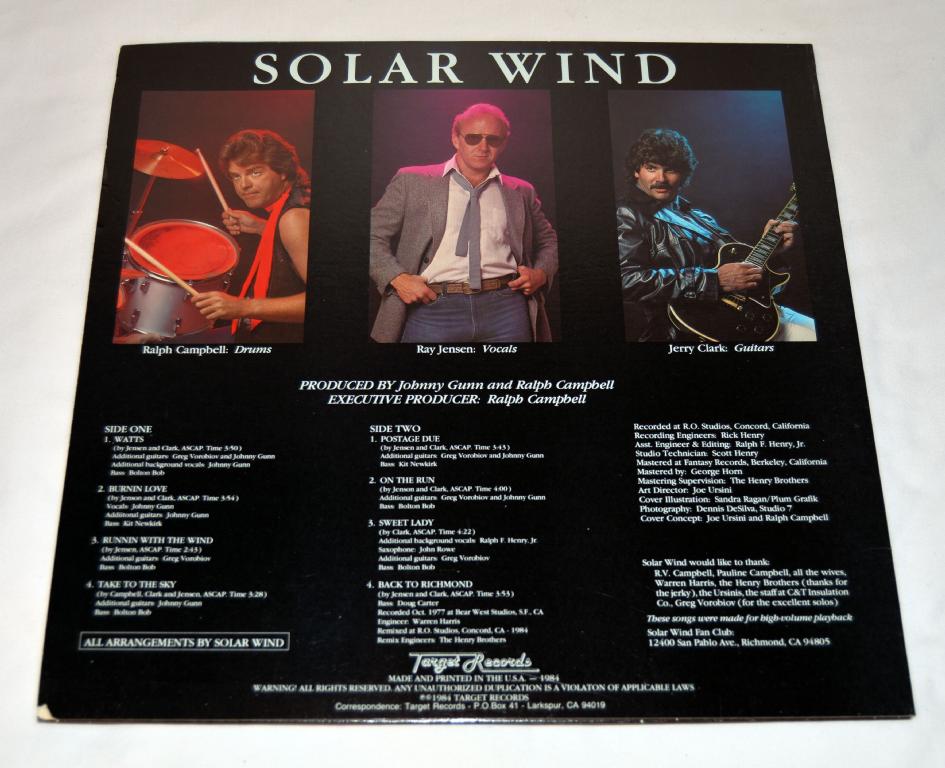 SOLAR WIND
Ralph Campbell: Drums
Ray Jensen: Vocals
Jerry Clark: Guitars
PRODUCED BY Johnny Gunn and Ralph Campbell
EXECUTIVE PRODUCER: Ralph Campbell
SIDE ONE
1. WATTS
(by Jensen and Clark, ASCAP. Time 3:50)
Additional guitars Greg Vorobiov and Johnny Gunn
Additional background vocals Johnny Gunn
Bass Bolton Bob
2. BURNIN LOVE
(by Jenson and Clark, ASCAP. Time 3:54)
Vocals Johnny Gunn
Additional guitars Johnny Gunn
Bass Kit Newkirk
3. RUNNIN WITH THE WIND
(by Jensen, ASCAP. Time 2:43)
Additional guitars Greg Vorobiov
Bass Bolton Bob
4. TAKE TO THE SKY
(by Campbell, Clark and Jensen, ASCAP. Time 3:28)
Additional guitars Johnny Gunn
Bass Bolton Bob
ALL ARRANGEMENTS BY SOLAR WIND
SIDE TWO
1. POSTAGE DUE
(by Jensen and Clark, ASCAP. Time 3:43)
Additional guitars Greg Vorobiov and Johnny Gunn
Bass Kit Newkirk
2. ON THE RUN
(by Jensen and Clark, ASCAP. Time 4:00)
Additional guitars Greg Vorobiov and Johnny Gunn
Bass Bolton Bob
3. SWEET LADY
(by Clark, ASCAP. Time 4:22)
Additional background vocals Ralph F. Henry, Jr.
Saxophone: John Rowe
Additional guitars Greg Vorobiov
Bass Bolton Bob
4. BACK TO RICHMOND
(by Jensen and Clark, ASCAP. Time 3:53)
Bass Doug Carter
Recorded Oct. 1977 at Bear West Studios, S.F., CA
Engineer: Warren Harris
Remixed at R.O. Studios, Concord, CA - 1984
Remix Engineers: The Henry Brothers
Recorded at R.O. Studios, Concord, California
Recording Engineers: Rick Henry
Asst. Engineer & Editing: Ralph F. Henry, Jr.
Studio Technician: Scott Henry
Mastered at Fantasy Records, Berkeley, California
Mastered by: George Horn
Mastering Supervision: The Henry Brothers
Art Director: Joe Ursini
Cover Illustration: Sandra Ragan/Plum Grafik
Photography: Dennis DeSilva, Studio 7
Cover Concept: Joe Ursini and Ralph Campbell
Solar Wind would like to thank:
R.V. Campbell, Pauline Campbell, all the wives,
Warren Harris, the Henry Brothers (thanks for
the jerky), the Ursinis, the staff at C&T Insulation
Co., Greg Vorobiov (for the excellent solos)
These songs were made for high-volume playback
Solar Wind Fan Club:
12400 San Pablo Ave., Richmond, CA 94805
Target Records
MADE AND PRINTED IN THE U.S.A. — 1984
WARNING! ALL RIGHTS RESERVED. ANY UNAUTHORIZED DUPLICATION IS A VIOLATON OF APPLICABLE LAWS
℗©1984 TARGET RECORDS
Correspondence: Target Records - P.O.Box 41 - Larkspur, CA 94019